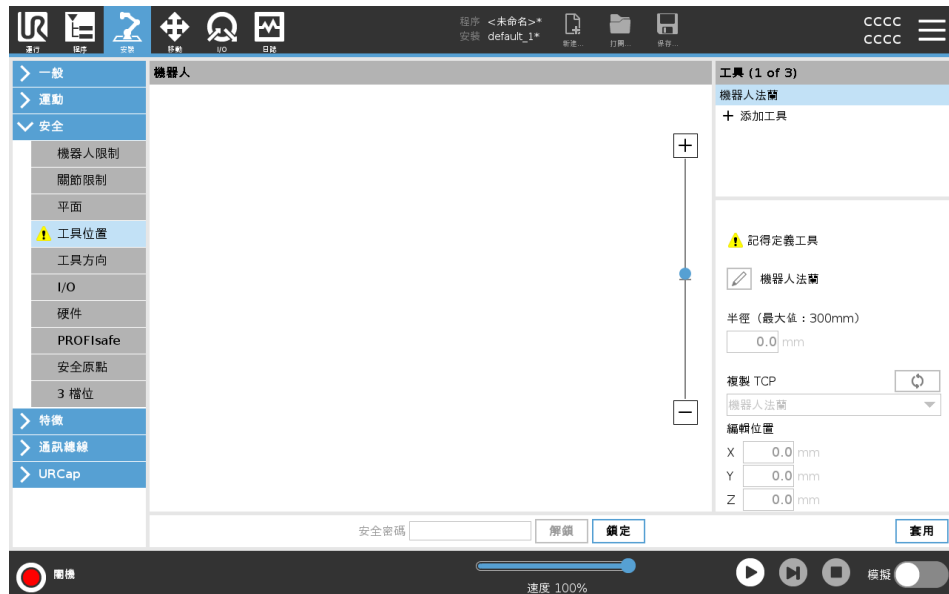 程序 <未命名>*
安裝 default_1*
運行
程序
安裝
移動
I/O
日誌
新建...
打開...
保存...
CCCC
CCCC
一般
運動
安全
機器人限制
關節限制
平面
工具位置
工具方向
I/O
硬件
PROFIsafe
安全原點
3 檔位
特徵
通訊總線
URCap
機器人
工具 (1 of 3)
機器人法蘭
添加工具
記得定義工具
機器人法蘭
半徑（最大值：300mm）
0.0 mm
複製 TCP
機器人法蘭
編輯位置
X 0.0 mm
Y 0.0 mm
Z 0.0 mm
安全密碼
解鎖
鎖定
套用
關機
速度 100%
模擬